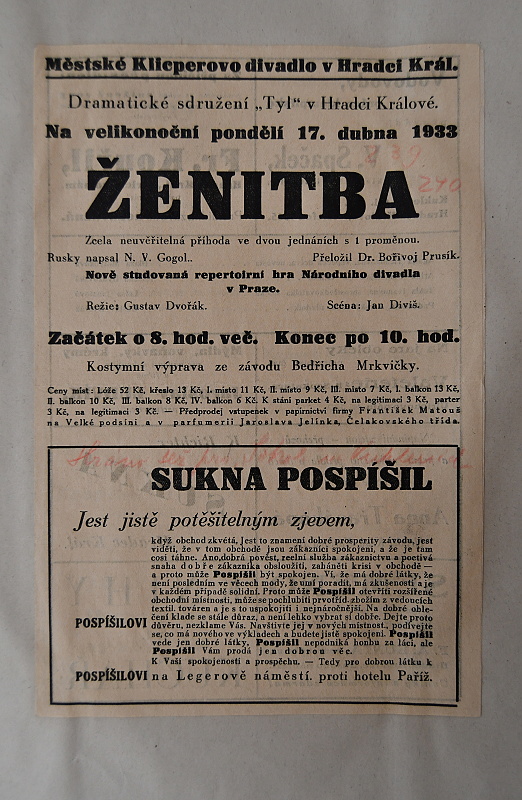 Městské Klicperovo divadlo v Hradci Král.
Dramatické sdružení „Tyl“ v Hradci Králové.
Na velikonoční pondělí 17. dubna 1933
ŽENITBA
240
Zcela neuvěřitelná příhoda ve dvou jednáních s 1 proměnou.
Rusky napsal N. V. Gogol.. Přeložil Dr. Bořivoj Prusík.
Nově studovaná repertoirní hra Národního divadla
v Praze.
Režie: Gustav Dvořák. Scéna: Jan Diviš.
Začátek o 8. hod. več. Konec po 10. hod.
Kostymní výprava ze závodu Bedřicha Mrkvičky.
Ceny míst: Lóže 52 Kč, křeslo 13 Kč, I. místo 11 Kč, II. místo 9 Kč, III. místo 7 Kč, I. balkon 13 Kč,
II. balkon 10 Kč, III. balkon 8 Kč, IV. balkon 6 Kč. K stání parket 4 Kč, na legitimaci 3 Kč, parter
3 Kč, na legitimaci 3 Kč. — Předprodej vstupenek v papírnictví firmy František Matouš
na Velké podsíni a v parfumerii Jaroslava Jelínka, Čelakovského třída.
SUKNA POSPÍŠIL
Jest jistě potěšitelným zjevem,
když obchod zkvétá. Jest to znamení dobré prosperity závodu, jest
viděti, že v tom obchodě jsou zákazníci spokojeni, a že je tam
cosi táhne. Ano, dobrá pověst, reelní služba zákaznictvu a poctivá
snaha dobře zákazníka obsloužiti, zaháněti krisi v obchodě —
a proto může Pospíšil být spokojen. Ví, že má dobré látky, že
není posledním ve věcech mody, že umí poradit, má zkušenosti a je
v každém případě solidní. Proto může Pospíšil otevříti rozšířené
obchodní místnosti, může se pochlubiti prvotříd. zbožím z vedoucích
textil. továren a je s to uspokojiti i nejnáročnější. Na dobré oble-
čení klade se stále důraz, a není lehko vybrat si dobře. Dejte proto
POSPÍŠILOVI důvěru, nezklame Vás. Navštivte jej v nových místnost., podívejte
se, co má nového ve výkladech a budete jistě spokojeni. Pospíšil
vede jen dobré látky, Pospíšil nepodniká honbu za láci, ale
Pospíšil Vám prodá jen dobrou věc.
K Vaší spokojenosti a prospěchu. — Tedy pro dobrou látku k
POSPÍŠILOVI na Legerově náměstí, proti hotelu Paříž.